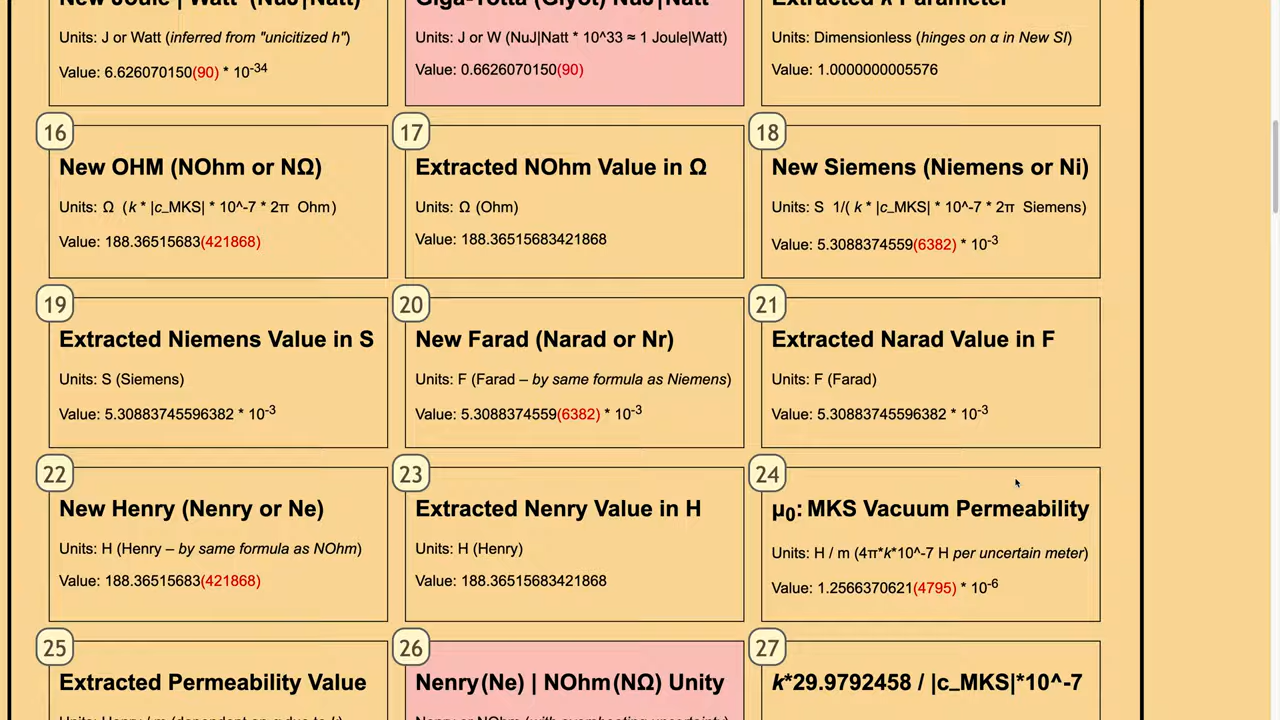 New Joule | Watt (NuJ|Natt)
Giga-Yotta (Giyot) NuJ|Natt
Extracted k Parameter
Units: J or Watt (inferred from "unicitized h")
Units: J or W (NuJ|Natt * 10^33 ≈ 1 Joule|Watt)
Units: Dimensionless (hinges on α in New SI)
Value: 6.626070150(90) * 10-34
Value: 0.6626070150(90)
Value: 1.0000000005576
16
17
18
New OHM (NOhm or NΩ)
Extracted NOhm Value in Ω
New Siemens (Niemens or Ni)
Units: Ω (k * |c_MKS| * 10^-7 * 2π Ohm)
Units: Ω (Ohm)
Units: S 1/( k * |c_MKS| * 10^-7 * 2π Siemens)
Value: 188.36515683(421868)
Value: 188.36515683421868
Value: 5.3088374559(6382) * 10-3
19
20
21
Extracted Niemens Value in S
New Farad (Narad or Nr)
Extracted Narad Value in F
Units: S (Siemens)
Units: F (Farad – by same formula as Niemens)
Units: F (Farad)
Value: 5.30883745596382 * 10-3
Value: 5.3088374559(6382) * 10-3
Value: 5.30883745596382 * 10-3
22
23
24
New Henry (Nenry or Ne)
Extracted Nenry Value in H
μ0: MKS Vacuum Permeability
Units: H (Henry – by same formula as NOhm)
Units: H (Henry)
Units: H / m (4π*k*10^-7 H per uncertain meter)
Value: 188.36515683(421868)
Value: 188.36515683421868
Value: 1.2566370621(4795) * 10-6
25
26
27
Extracted Permeability Value
Nenry(Ne) | NOhm(NΩ) Unity
k*29.9792458 / |c_MKS|*10^-7